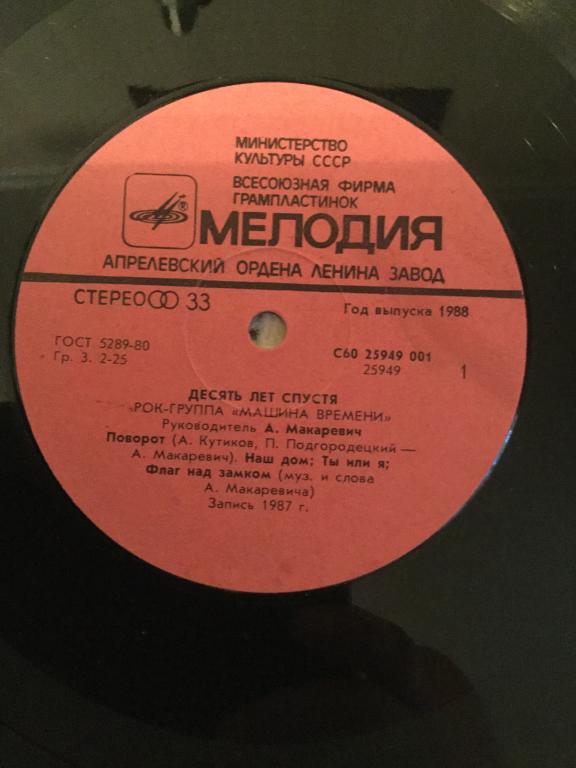 МИНИСТЕРСТВО
КУЛЬТУРЫ СССР
ВСЕСОЮЗНАЯ ФИРМА
ГРАМПЛАСТИНОК
®
МЕЛОДИЯ
АПРЕЛЕВСКИЙ ОРДЕНА ЛЕНИНА ЗАВОД
СТЕРЕО 33
Год выпуска 1988
ГОСТ 5289-80
Гр. 3. 2-25
С60 25949 001
25949
1
ДЕСЯТЬ ЛЕТ СПУСТЯ
РОК-ГРУППА «МАШИНА ВРЕМЕНИ»
Руководитель А. Макаревич
Поворот (А. Кутиков, П. Подгородецкий —
А. Макаревич). Наш дом; Ты или я;
Флаг над замком (муз. и слова
А. Макаревича)
Запись 1987 г.